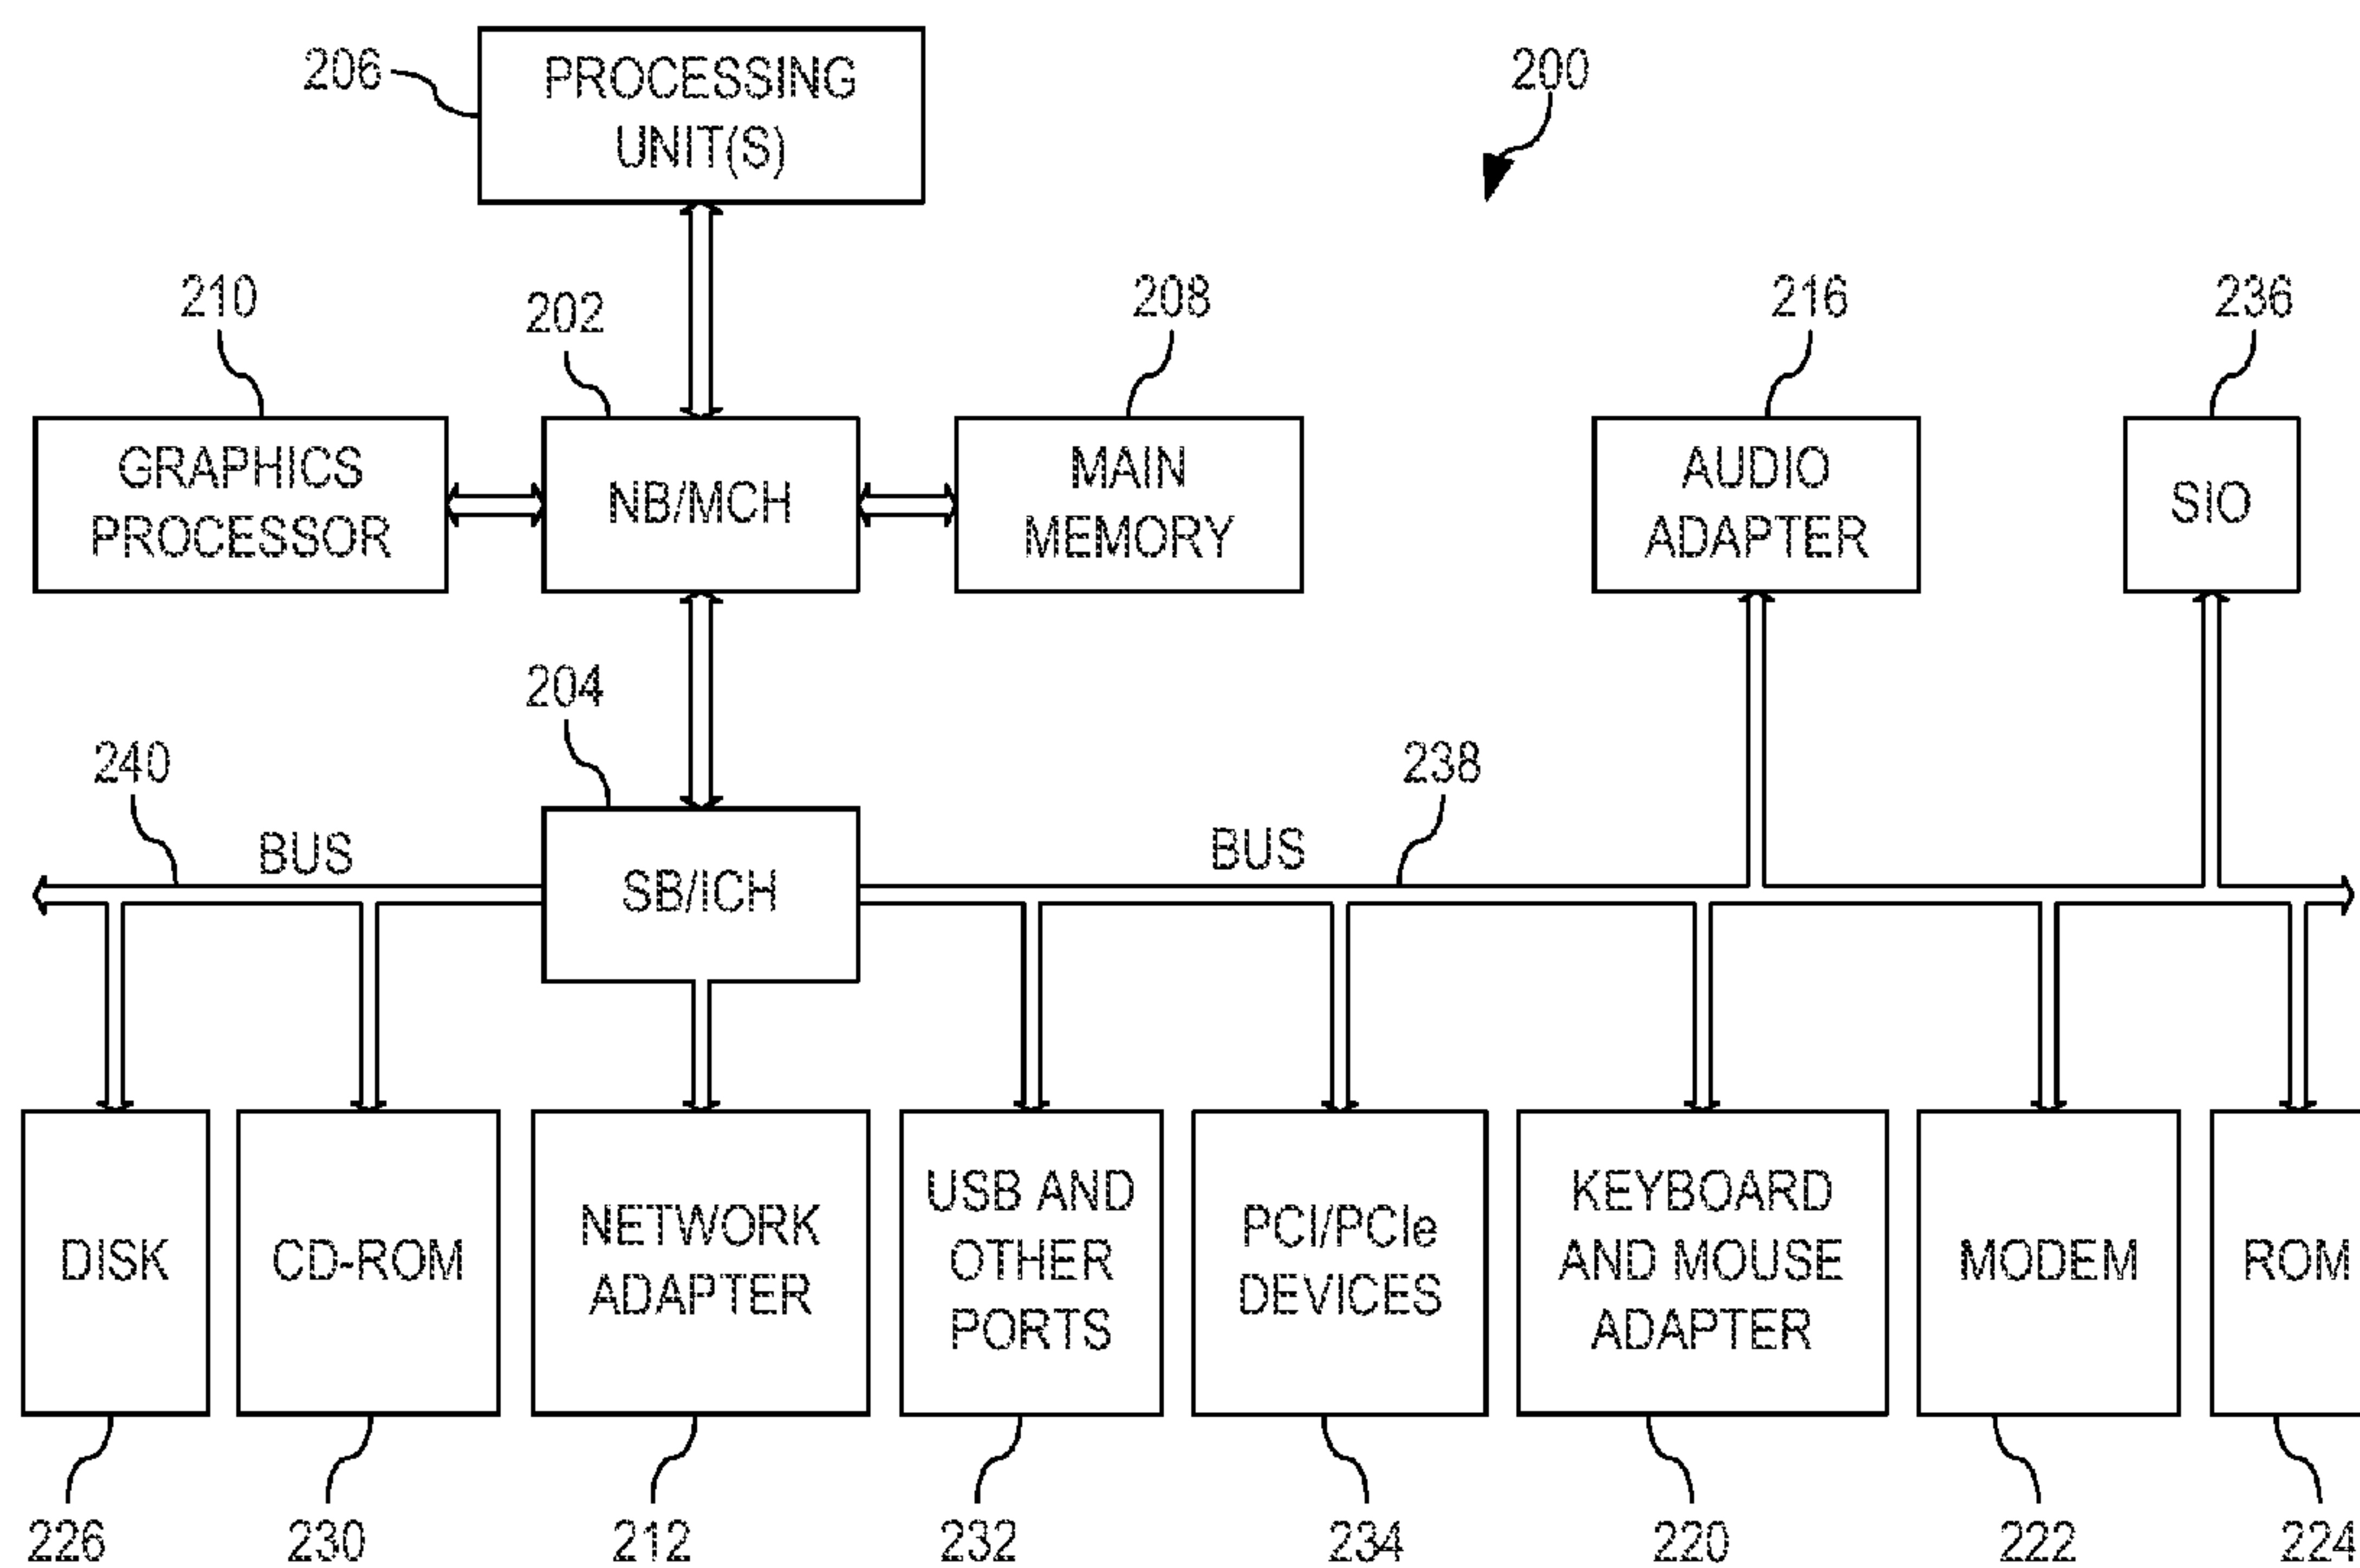 206
PROCESSING
UNIT(S)
200
210
202
208
216
236
GRAPHICS
PROCESSOR
NB/MCH
MAIN
MEMORY
AUDIO
ADAPTER
SIO
204
240
BUS
SB/ICH
BUS
238
DISK
CD-ROM
NETWORK
ADAPTER
USB AND
OTHER
PORTS
PCI/PCIe
DEVICES
KEYBOARD
AND MOUSE
ADAPTER
MODEM
ROM
226
230
212
232
234
220
222
224